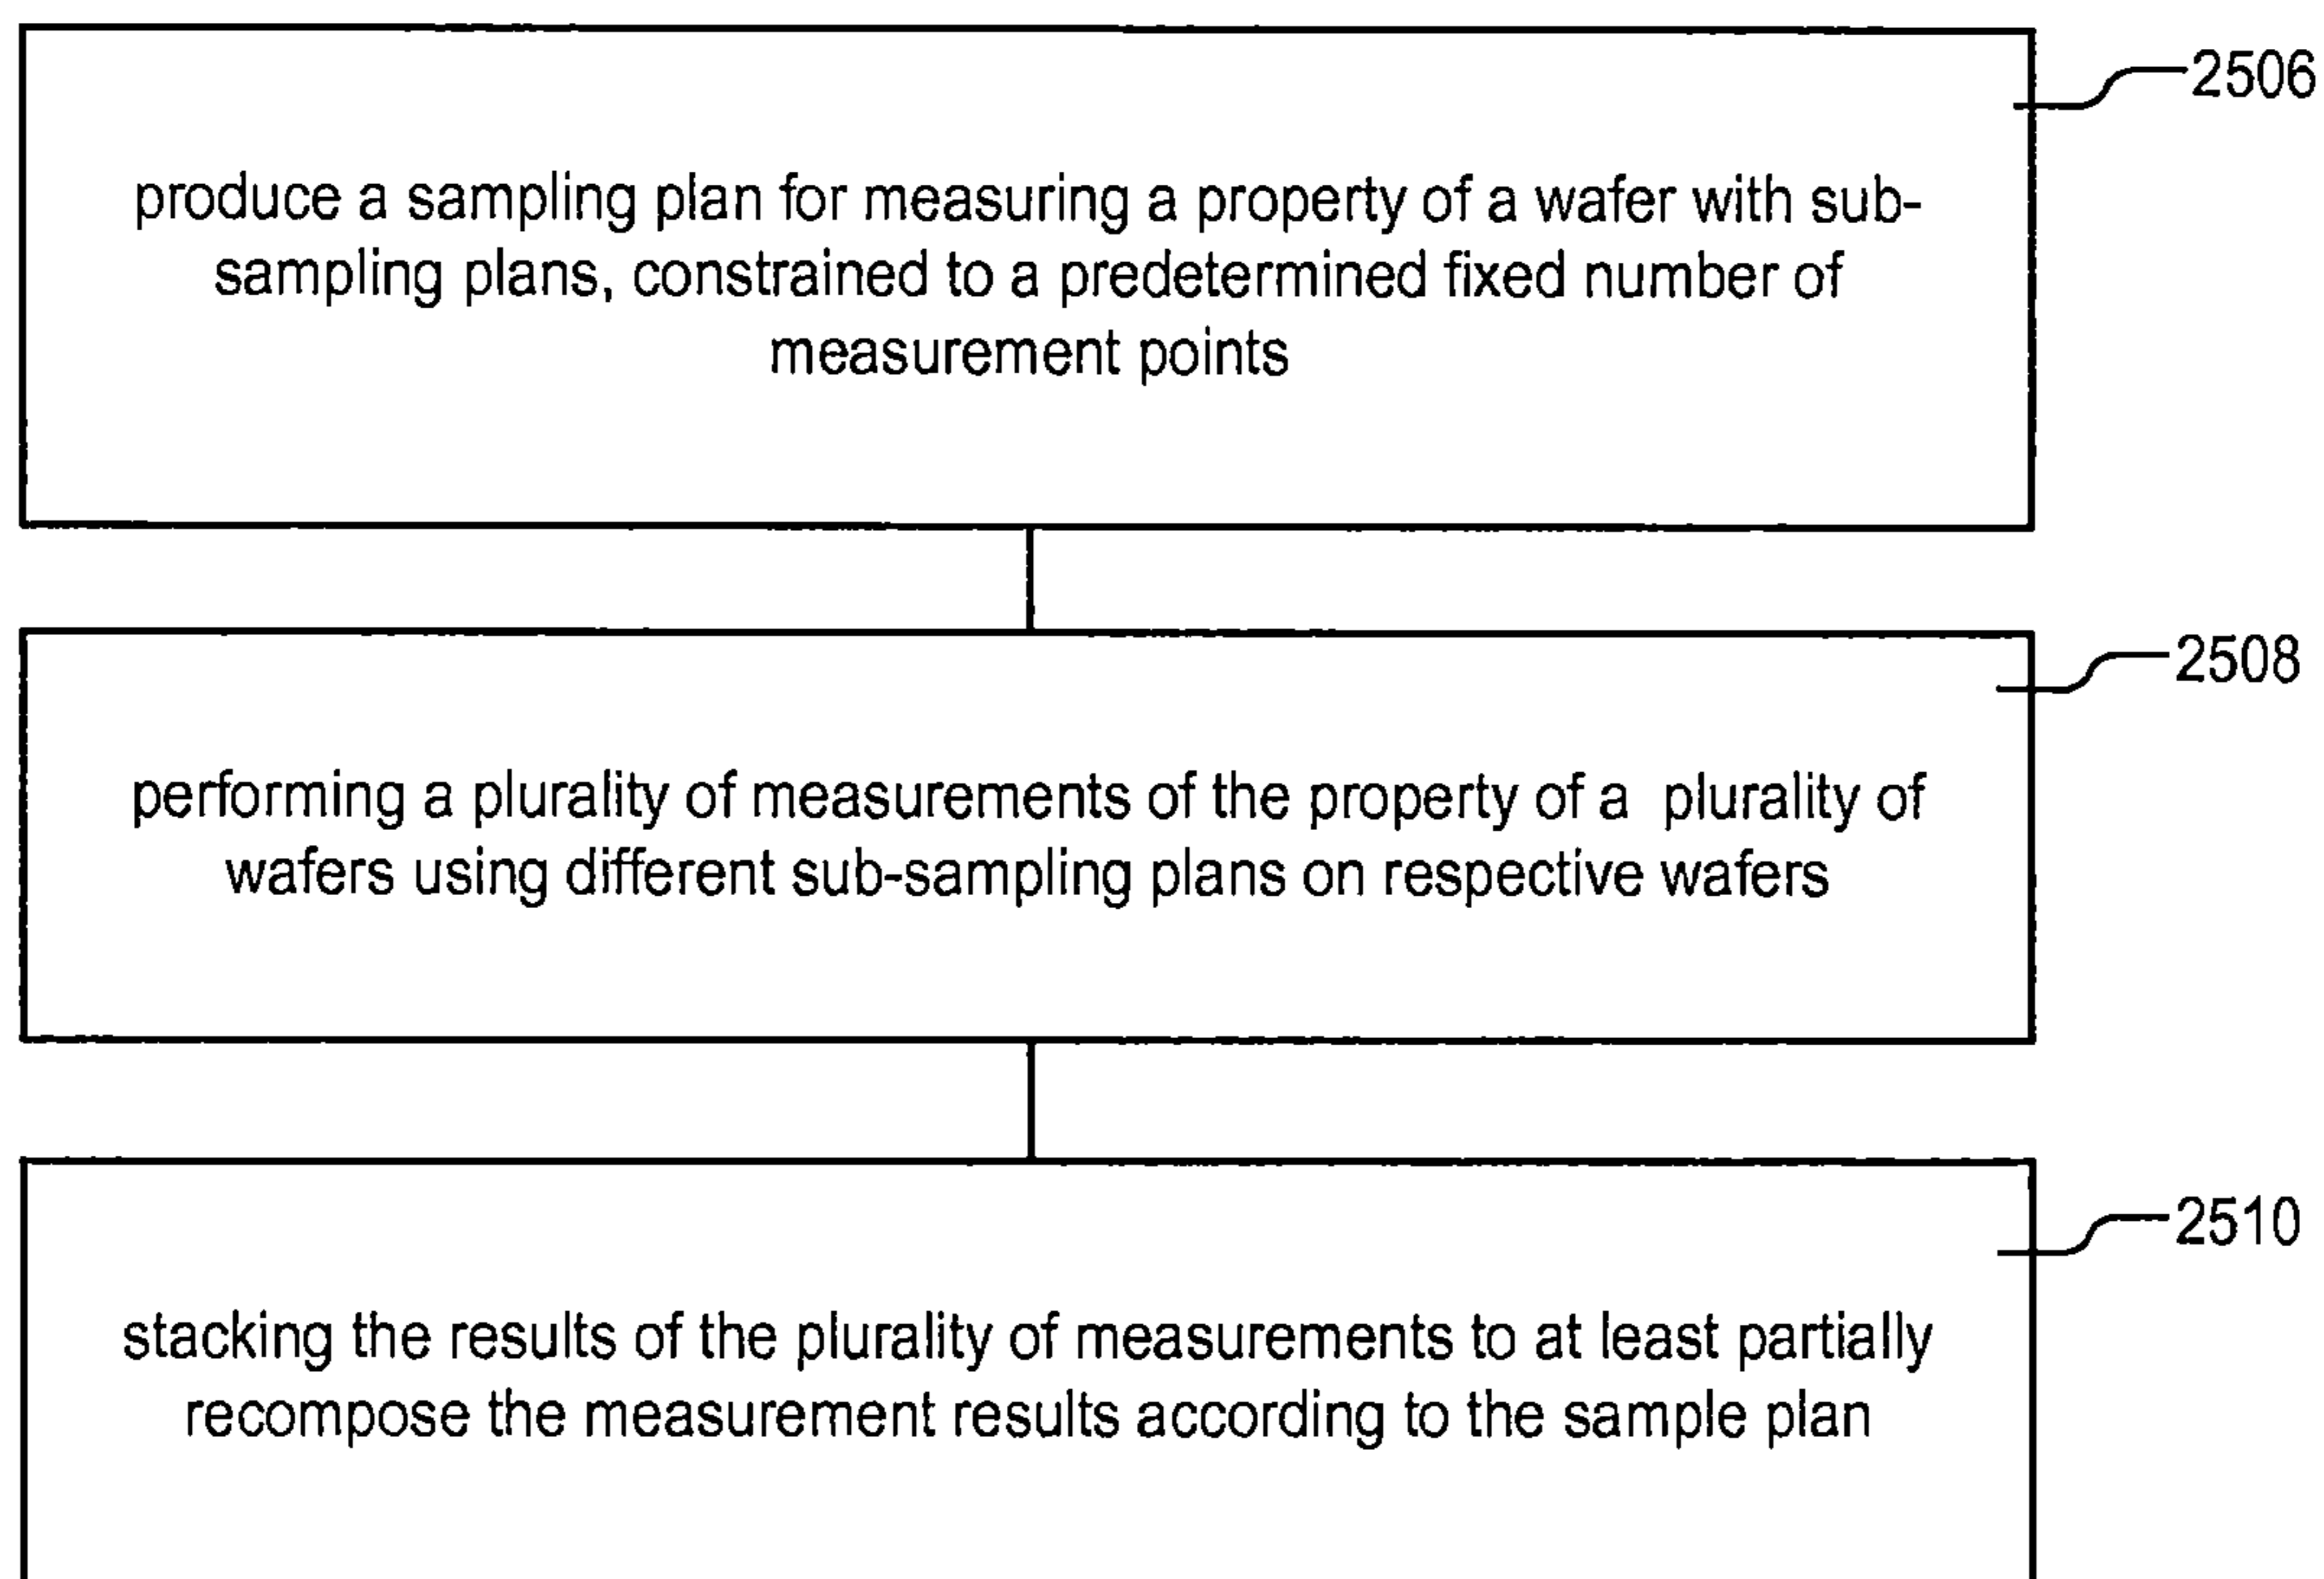 2506
produce a sampling plan for measuring a property of a wafer with sub-
sampling plans, constrained to a predetermined fixed number of
measurement points
2508
performing a plurality of measurements of the property of a plurality of
wafers using different sub-sampling plans on respective wafers
2510
stacking the results of the plurality of measurements to at least partially
recompose the measurement results according to the sample plan